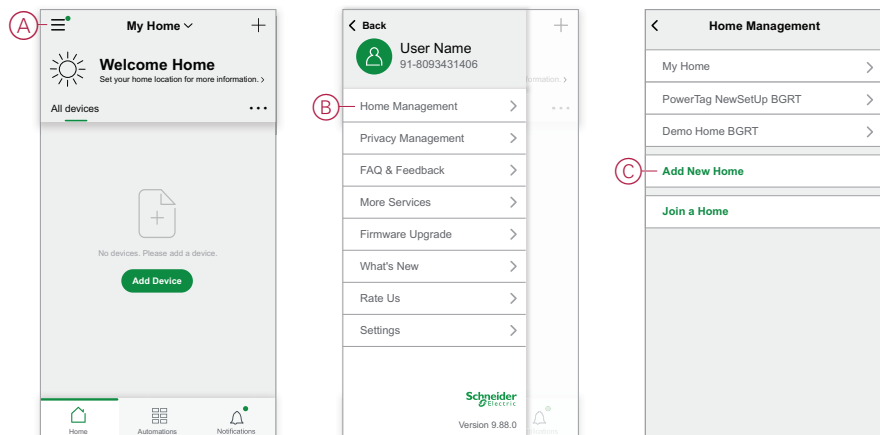 A
My Home
Welcome Home
Set your home location for more information. >
All devices
No devices. Please add a device.
Add Device
Home
Automations
Notifications
Back
User Name
91-8093431406
B
Home Management
Privacy Management
FAQ & Feedback
More Services
Firmware Upgrade
What's New
Rate Us
Settings
Schneider
Electric
Version 9.88.0
Home Management
My Home
PowerTag NewSetUp BGRT
Demo Home BGRT
C
Add New Home
Join a Home